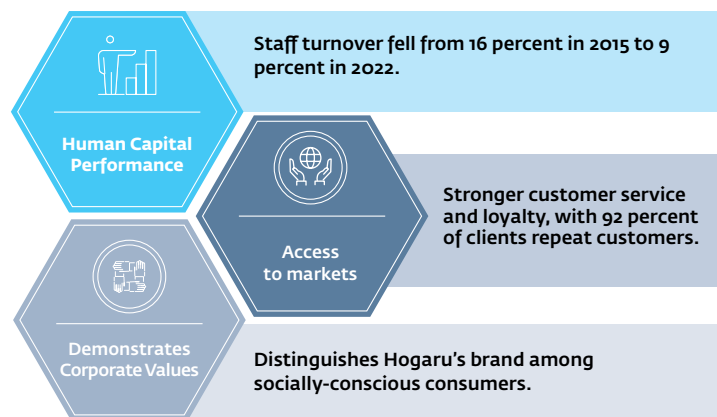 Staff turnover fell from 16 percent in 2015 to 9
percent in 2022.
Human Capital
Performance
Stronger customer service
and loyalty, with 92 percent
of clients repeat customers.
Access
to markets
Demonstrates
Corporate Values
Distinguishes Hogaru's brand among
socially-conscious consumers.